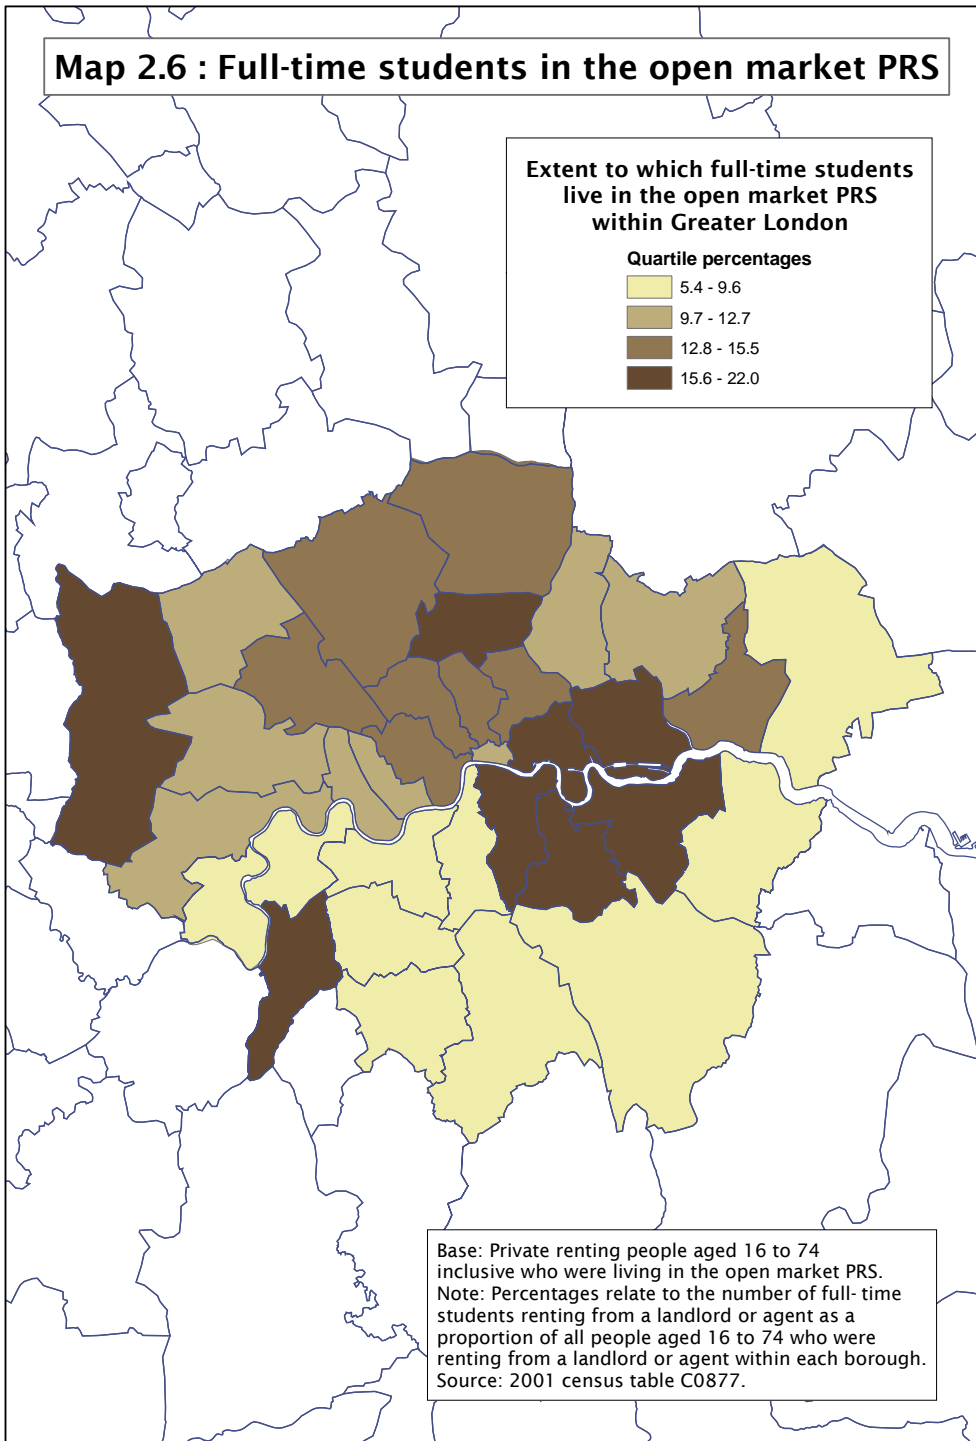 Map 2.6 : Full-time students in the open market PRS
Extent to which full-time students
live in the open market PRS
within Greater London
Quartile percentages
5.4 - 9.6
9.7 - 12.7
12.8 - 15.5
15.6 - 22.0
Base: Private renting people aged 16 to 74
inclusive who were living in the open market PRS.
Note: Percentages relate to the number of full- time
students renting from a landlord or agent as a
proportion of all people aged 16 to 74 who were
renting from a landlord or agent within each borough.
Source: 2001 census table C0877.